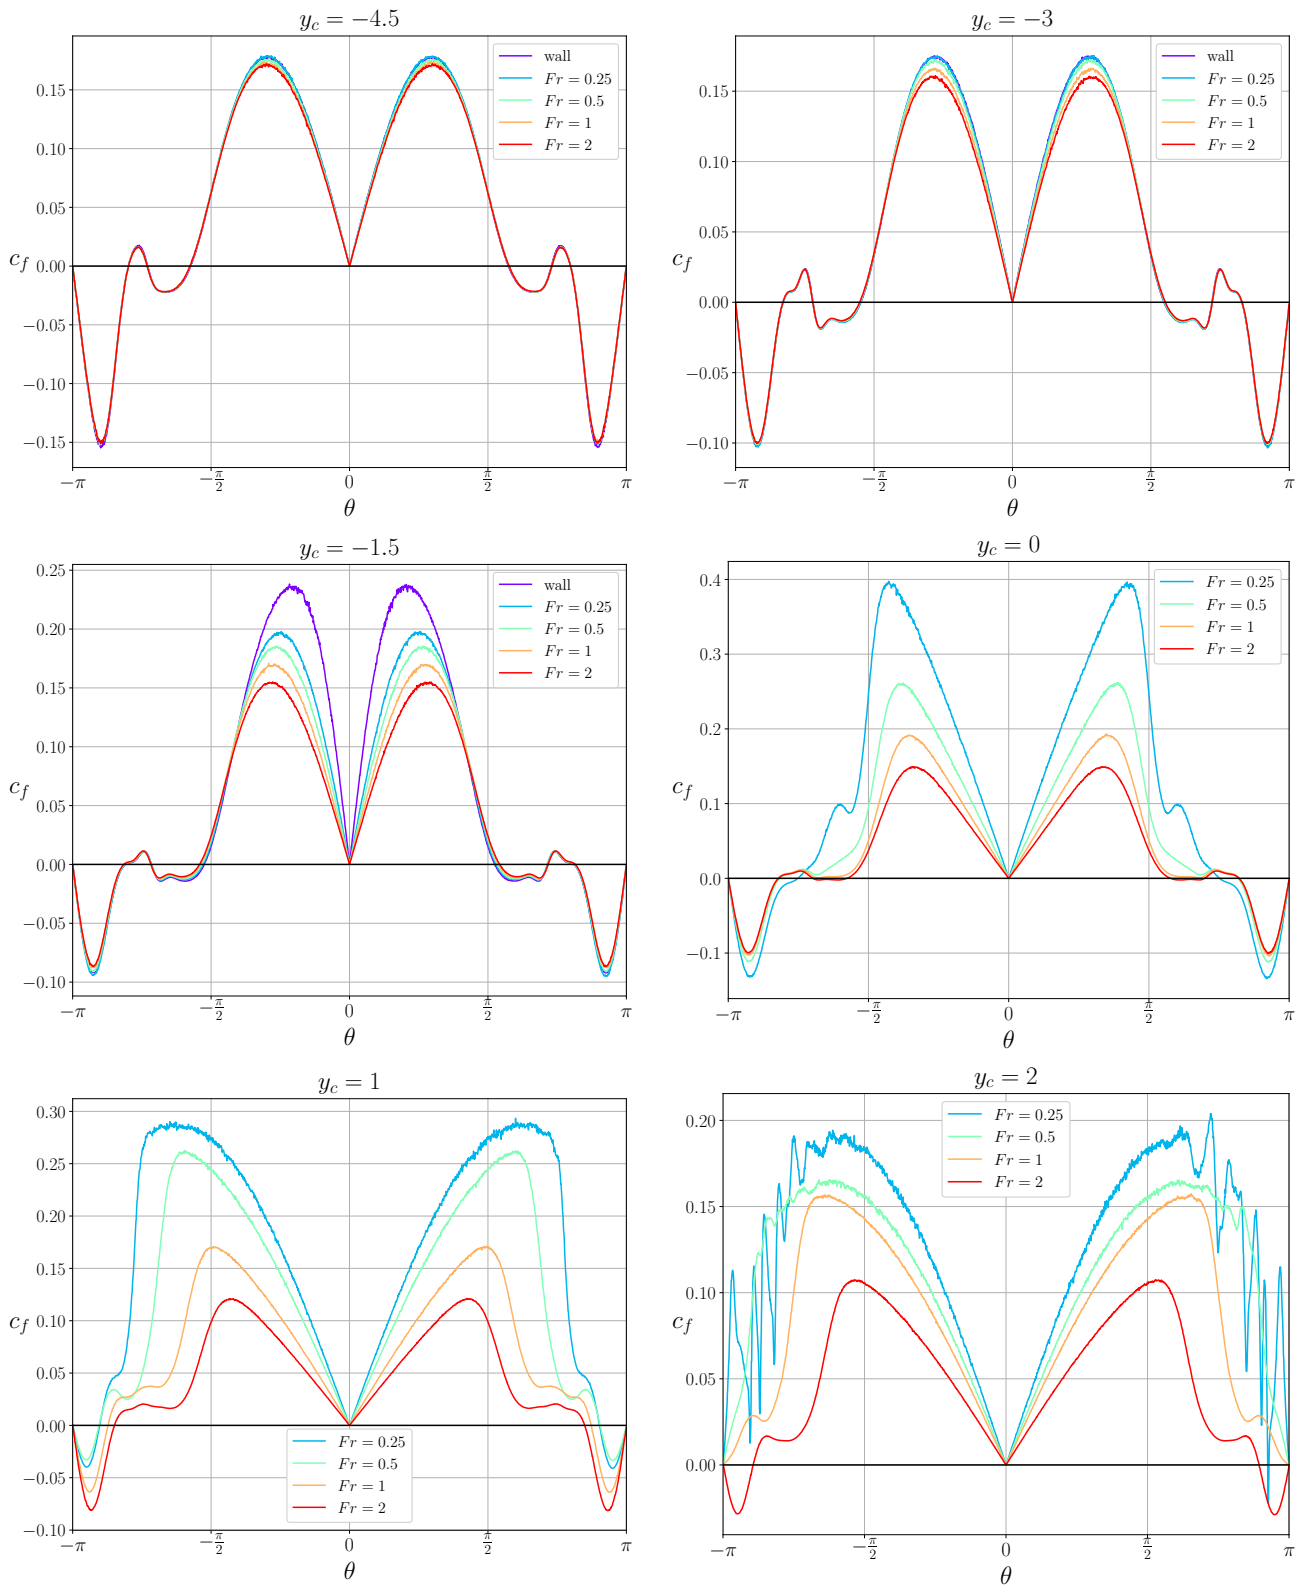 y_c = −4.5
wall
Fr = 0.25
Fr = 0.5
Fr = 1
Fr = 2
0.15
0.10
0.05
0.00
−0.05
−0.10
−0.15
c_f
−π
−π/2
0
π/2
π
θ
y_c = −3
wall
Fr = 0.25
Fr = 0.5
Fr = 1
Fr = 2
0.15
0.10
0.05
0.00
−0.05
−0.10
c_f
−π
−π/2
0
π/2
π
θ
y_c = −1.5
wall
Fr = 0.25
Fr = 0.5
Fr = 1
Fr = 2
0.25
0.20
0.15
0.10
0.05
0.00
−0.05
−0.10
c_f
−π
−π/2
0
π/2
π
θ
y_c = 0
Fr = 0.25
Fr = 0.5
Fr = 1
Fr = 2
0.4
0.3
0.2
0.1
0.0
−0.1
c_f
−π
−π/2
0
π/2
π
θ
y_c = 1
0.30
0.25
0.20
0.15
0.10
0.05
0.00
−0.05
−0.10
c_f
Fr = 0.25
Fr = 0.5
Fr = 1
Fr = 2
−π
−π/2
0
π/2
π
θ
y_c = 2
Fr = 0.25
Fr = 0.5
Fr = 1
Fr = 2
0.20
0.15
0.10
0.05
0.00
c_f
−π
−π/2
0
π/2
π
θ